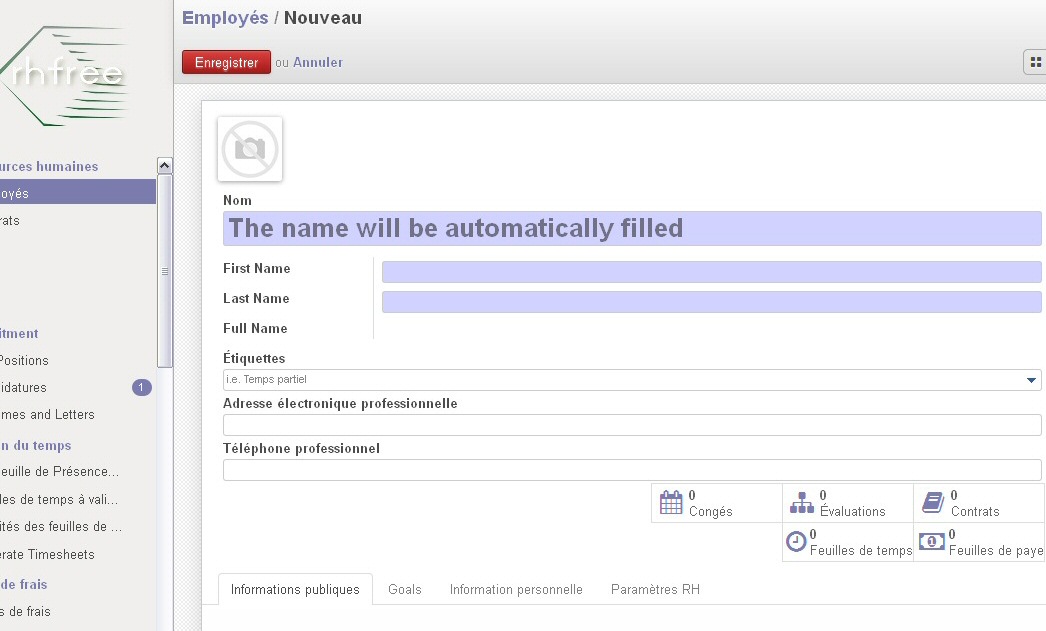 Employés / Nouveau
Enregistrer ou Annuler
rhfree
urces humaines
oyés
rats
itment
Positions
idatures 1
mes and Letters
n du temps
euille de Présence...
les de temps à vali...
ités des feuilles de ...
erate Timesheets
de frais
s de frais
Nom
The name will be automatically filled
First Name
Last Name
Full Name
Étiquettes
i.e. Temps partiel
Adresse électronique professionnelle
Téléphone professionnel
0 Congés
0 Évaluations
0 Contrats
0 Feuilles de temps
0 Feuilles de paye
Informations publiques Goals Information personnelle Paramètres RH